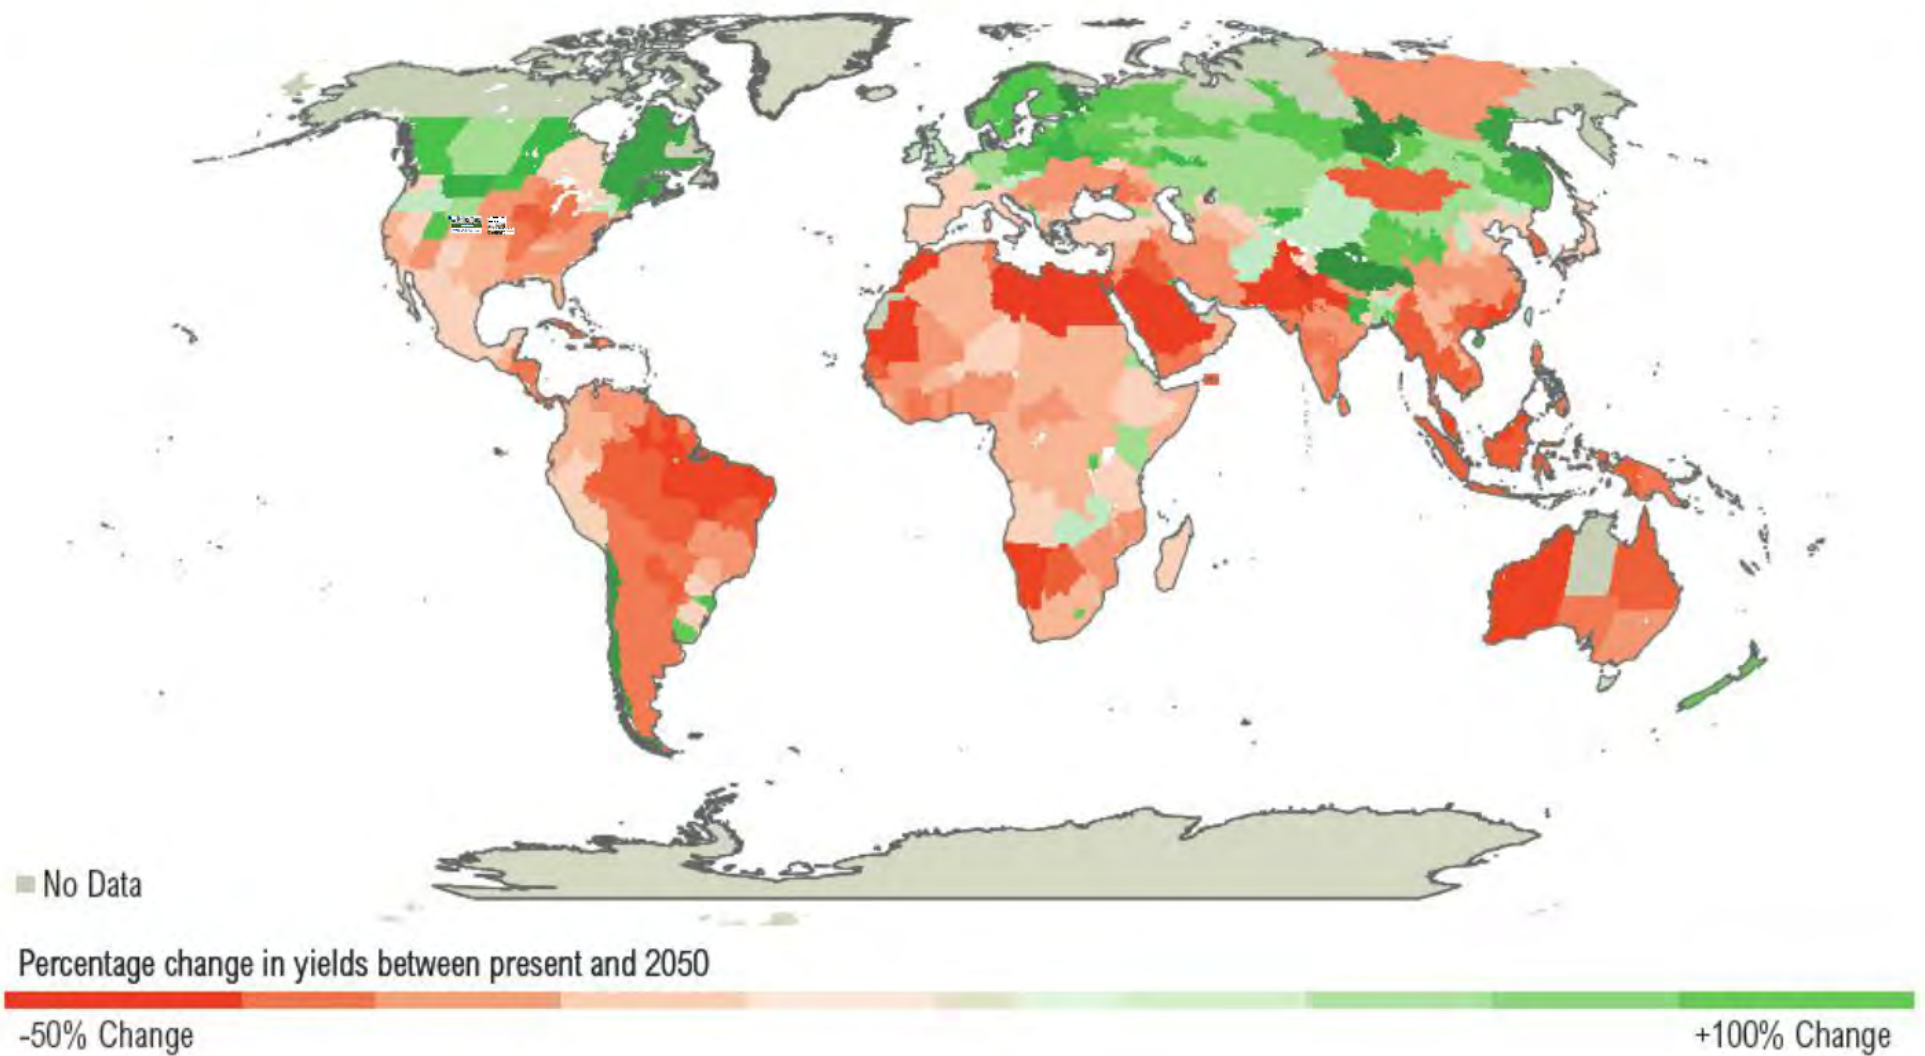 No Data
Percentage change in yields between present and 2050
-50% Change
+100% Change